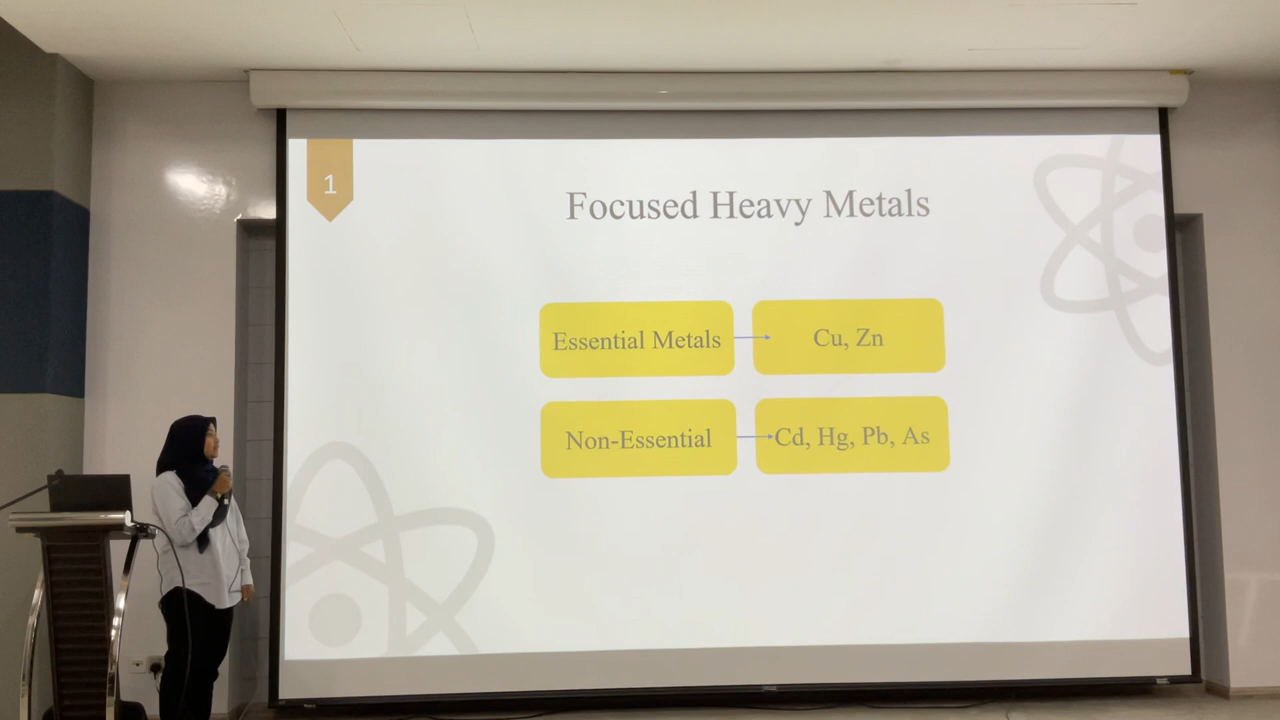 1
Focused Heavy Metals
Essential Metals
Cu, Zn
Non-Essential
Cd, Hg, Pb, As